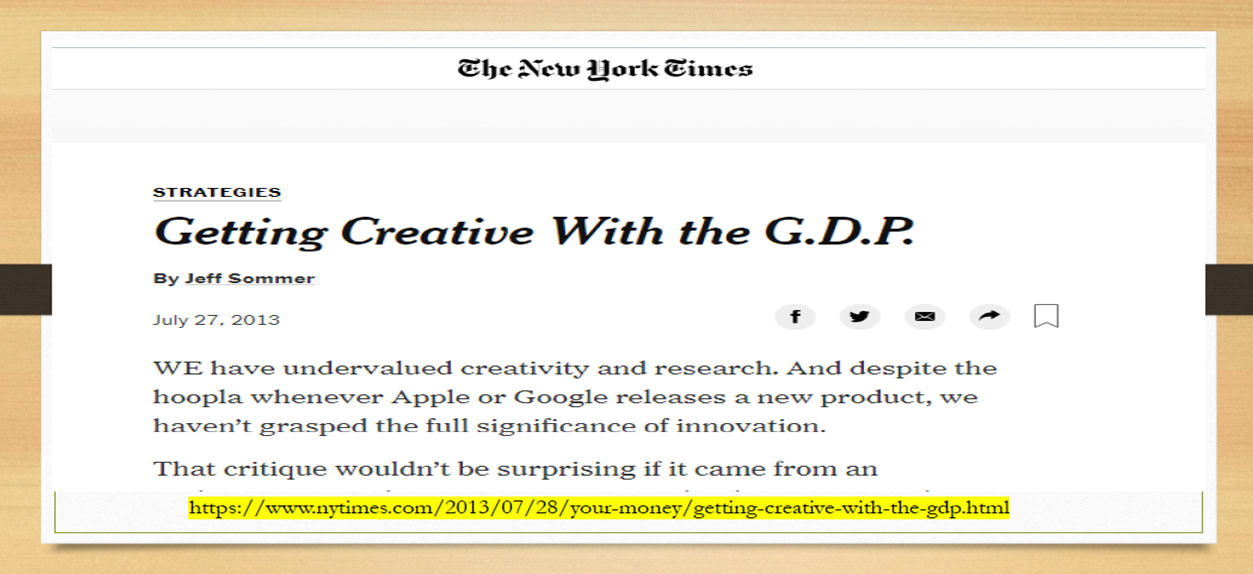 The New York Times
STRATEGIES
Getting Creative With the G.D.P.
By Jeff Sommer
July 27, 2013
WE have undervalued creativity and research. And despite the
hoopla whenever Apple or Google releases a new product, we
haven't grasped the full significance of innovation.
That critique wouldn't be surprising if it came from an
https://www.nytimes.com/2013/07/28/your-money/getting-creative-with-the-gdp.html